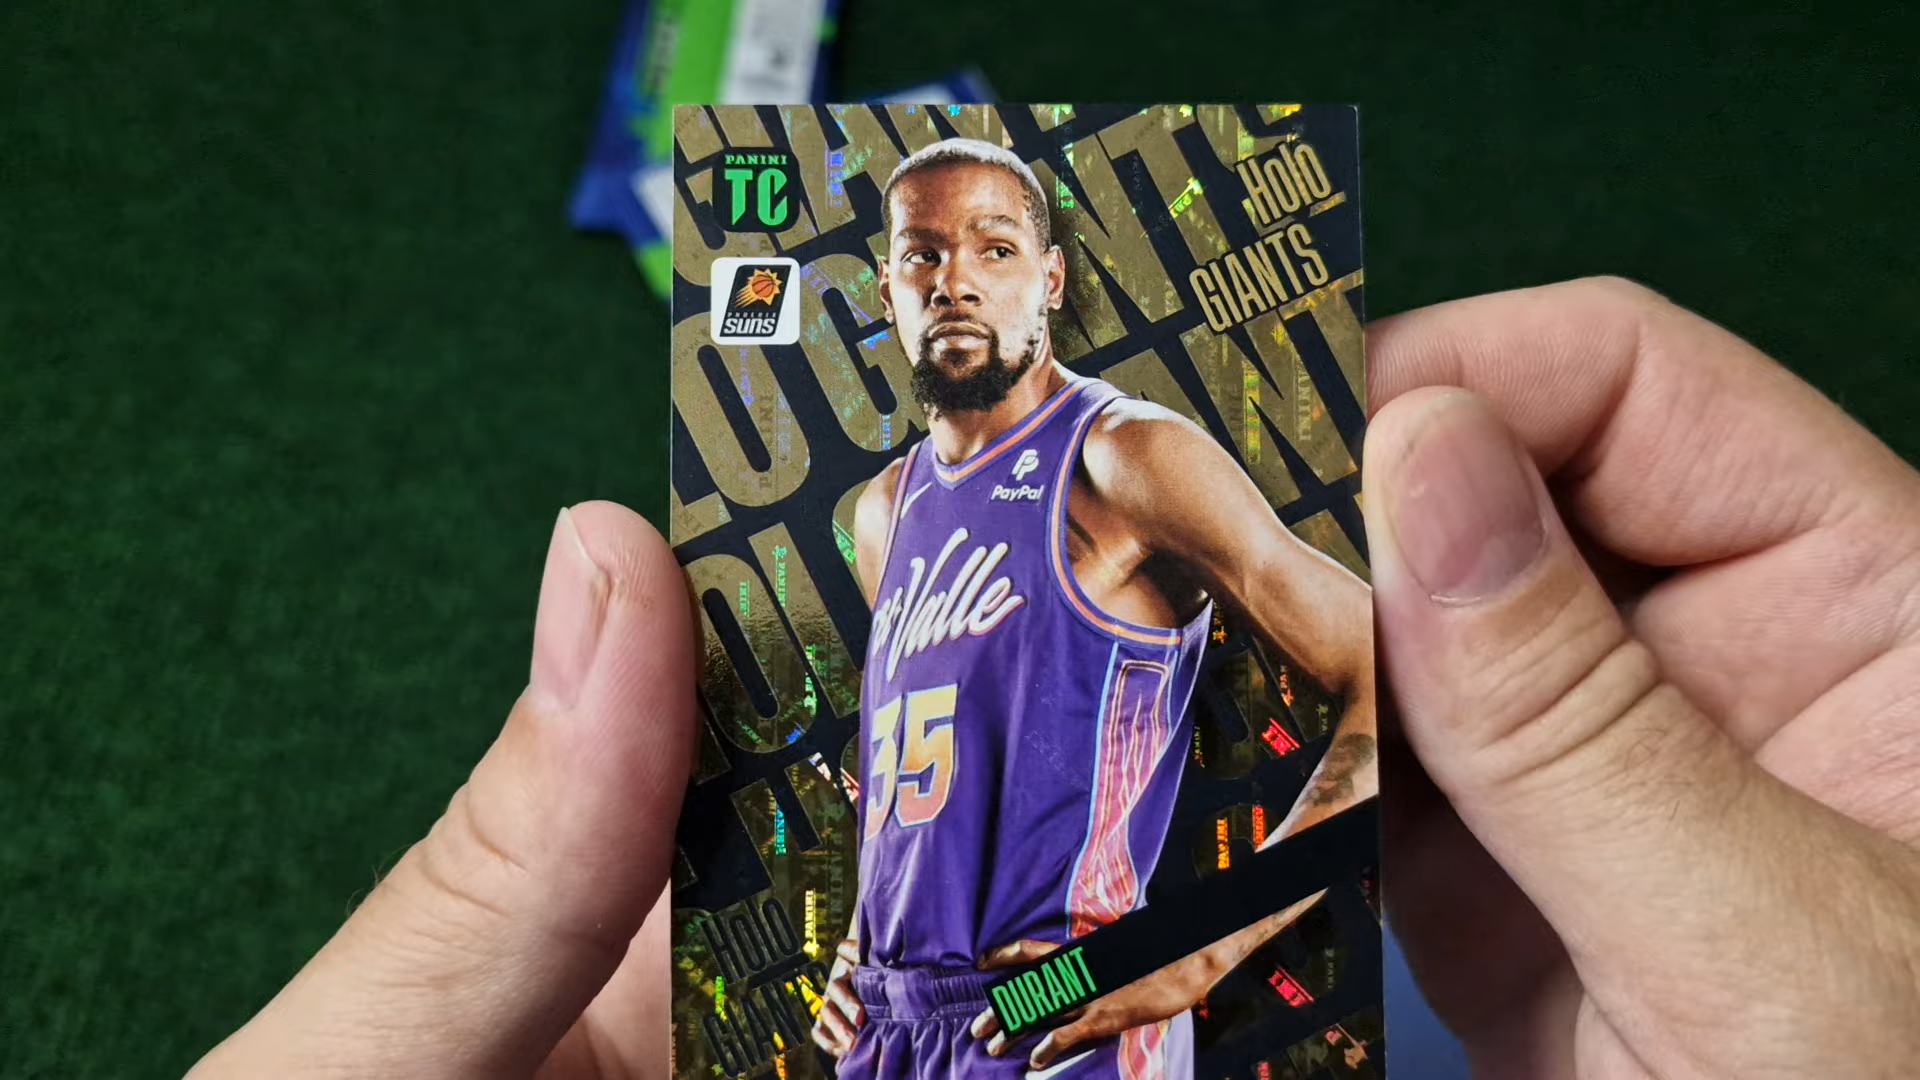 PANINI
TC
Holo
GIANTS
PHOENIX
SUNS
PayPal
Valle
35
Holo
GIANTS
DURANT